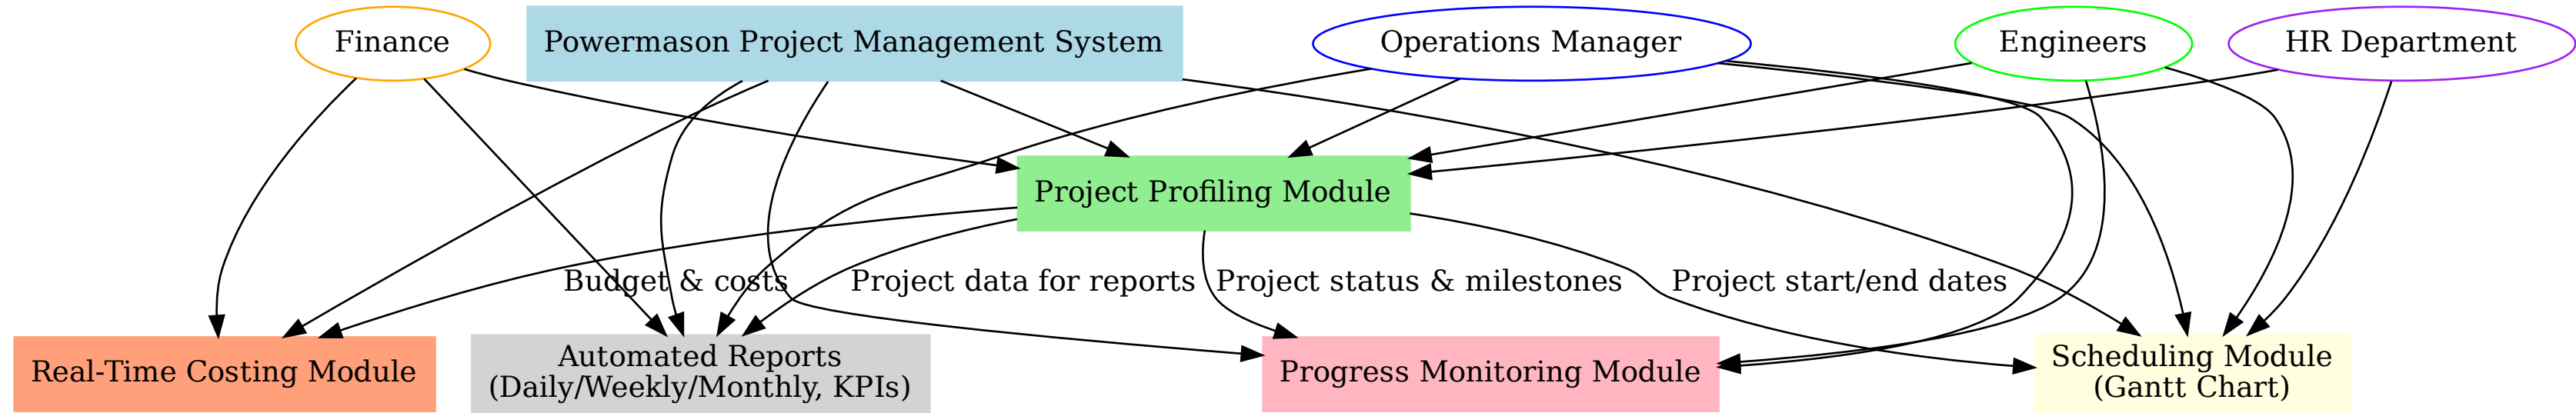 Finance
Powermason Project Management System
Operations Manager
Engineers
HR Department
Project Profiling Module
Budget & costs
Project data for reports
Project status & milestones
Project start/end dates
Real-Time Costing Module
Automated Reports
(Daily/Weekly/Monthly, KPIs)
Progress Monitoring Module
Scheduling Module
(Gantt Chart)